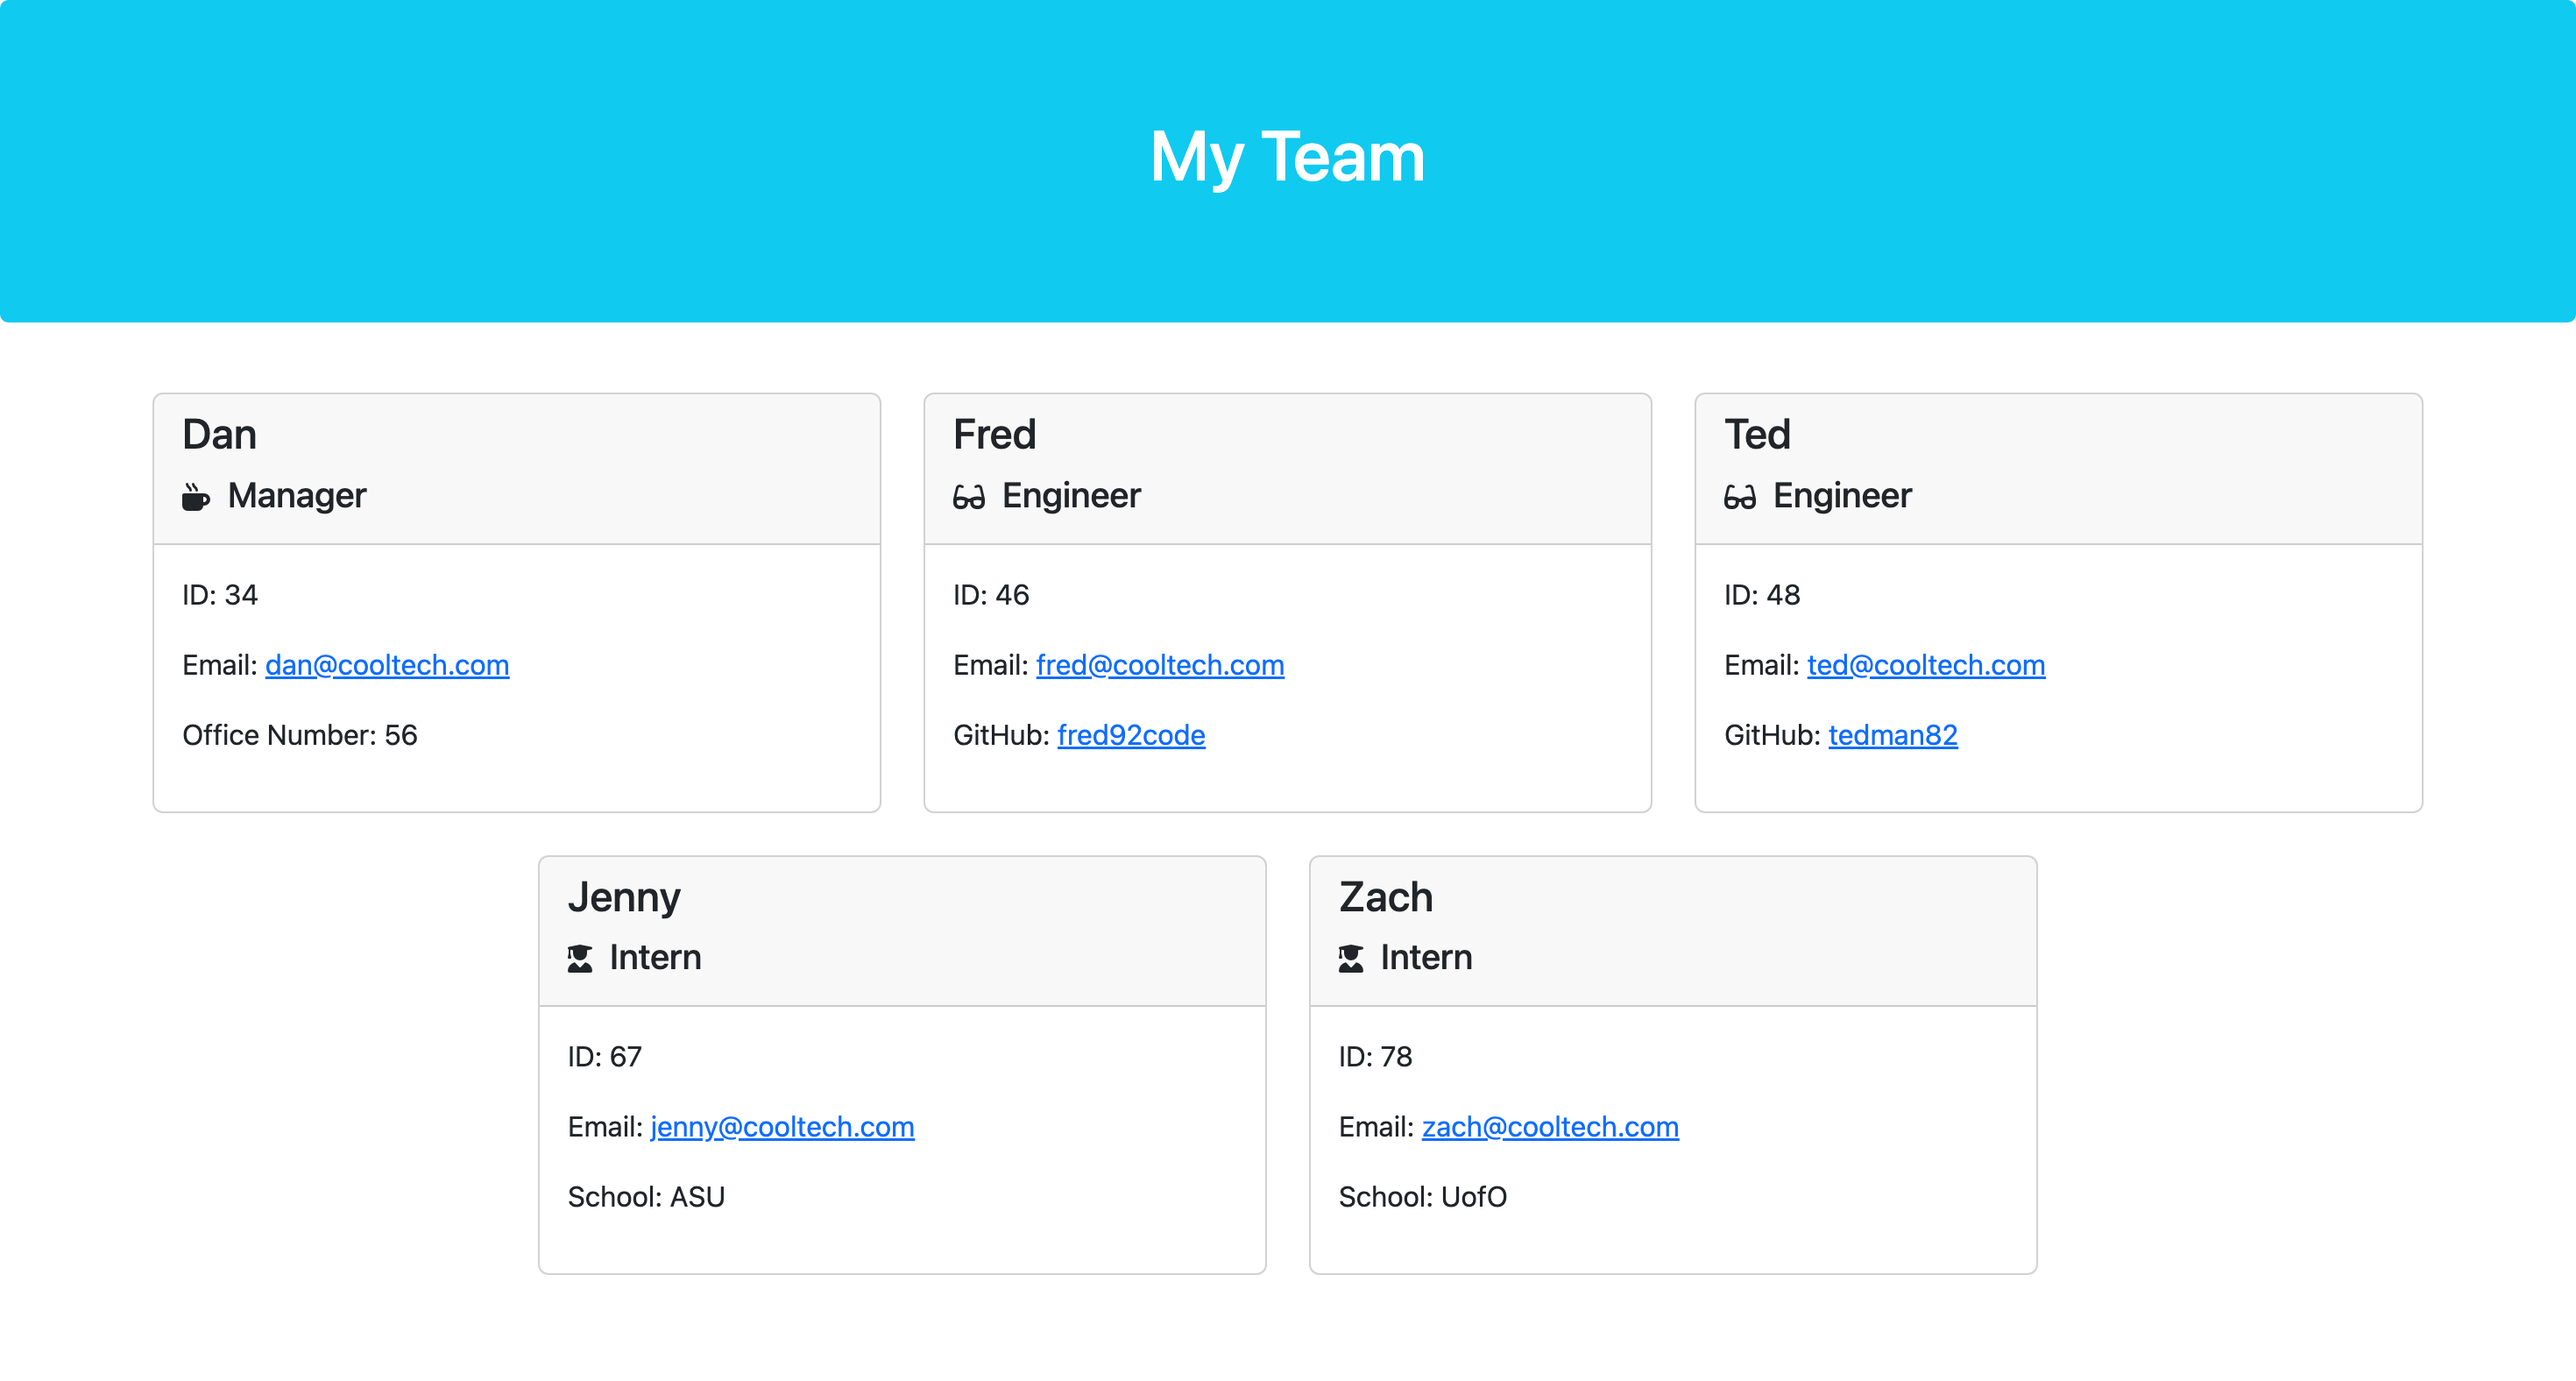 My Team
Dan
Manager
ID: 34
Email: dan@cooltech.com
Office Number: 56
Fred
Engineer
ID: 46
Email: fred@cooltech.com
GitHub: fred92code
Ted
Engineer
ID: 48
Email: ted@cooltech.com
GitHub: tedman82
Jenny
Intern
ID: 67
Email: jenny@cooltech.com
School: ASU
Zach
Intern
ID: 78
Email: zach@cooltech.com
School: UofO